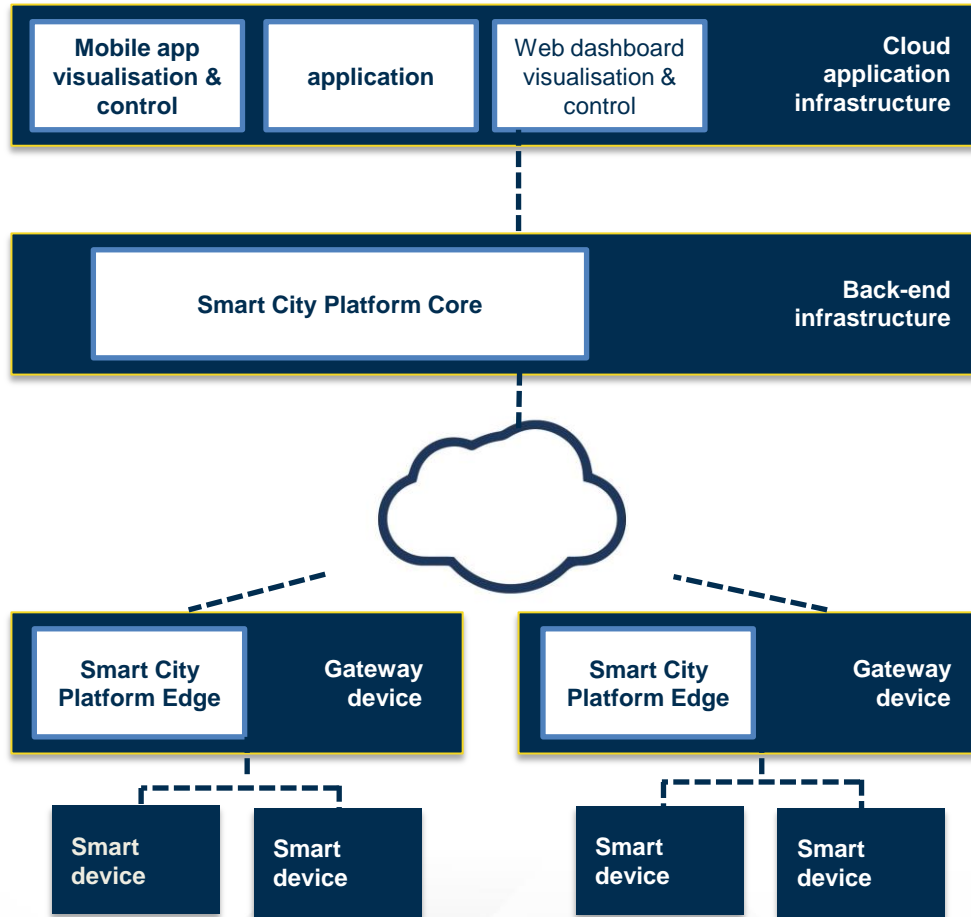 Mobile app
visualisation &
control
application
Web dashboard
visualisation &
control
Cloud
application
infrastructure
Smart City Platform Core
Back-end
infrastructure
Smart City
Platform Edge
Gateway
device
Smart City
Platform Edge
Gateway
device
Smart
device
Smart
device
Smart
device
Smart
device